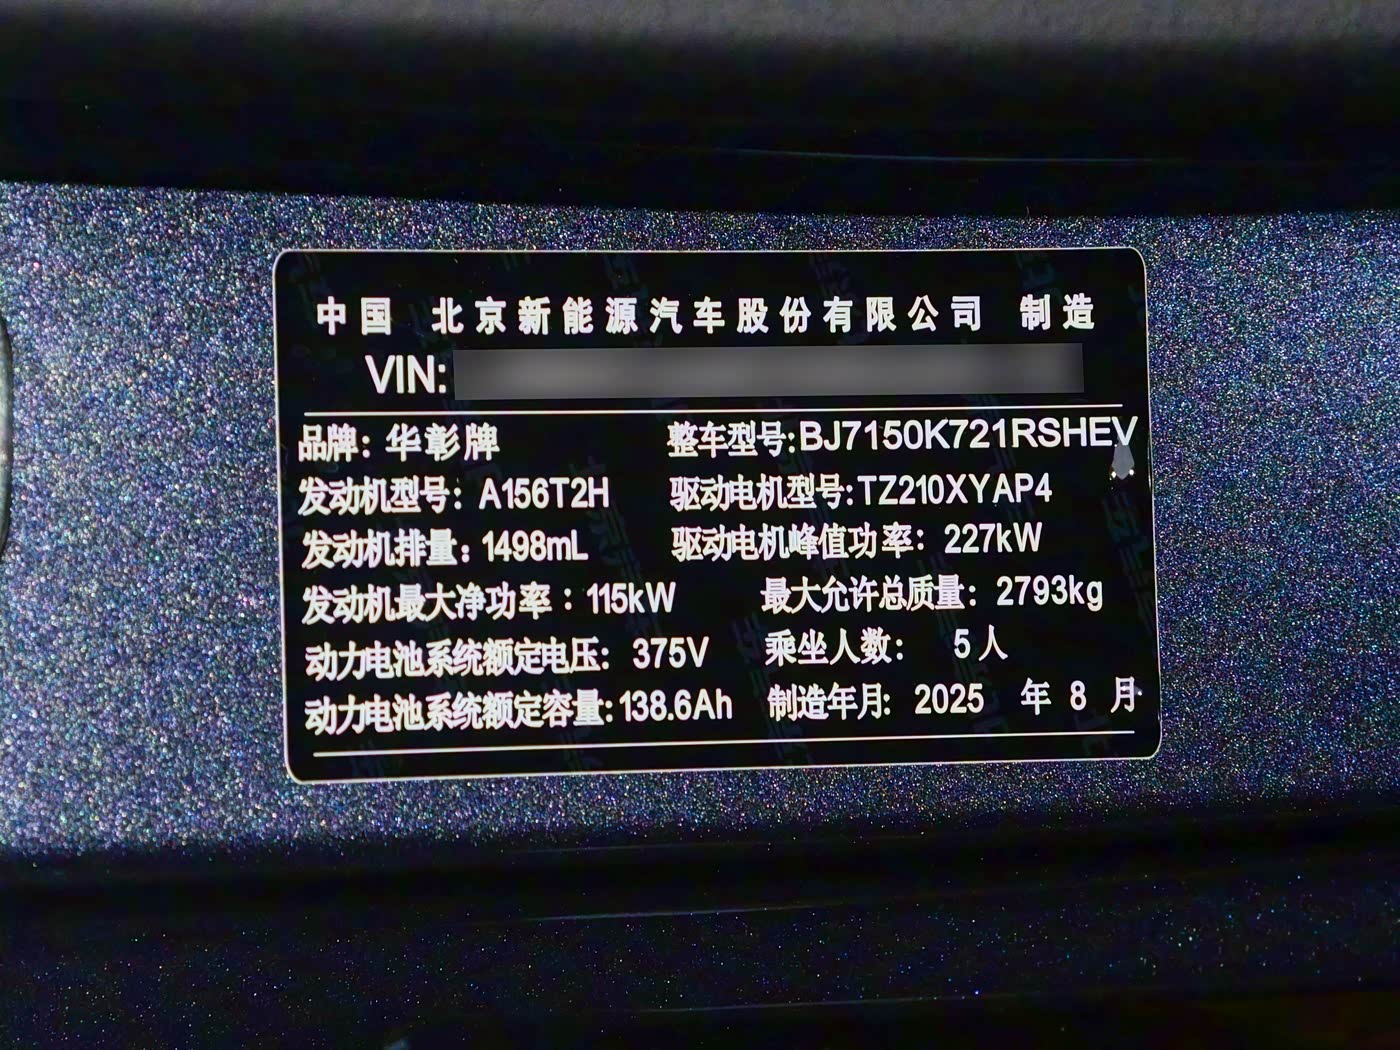 中国 北京新能源汽车股份有限公司 制造
VIN:
品牌: 华彰牌 整车型号:BJ7150K721RSHEV
发动机型号: A156T2H 驱动电机型号:TZ210XYAP4
发动机排量: 1498mL 驱动电机峰值功率: 227kW
发动机最大净功率: 115kW 最大允许总质量: 2793kg
动力电池系统额定电压: 375V 乘坐人数: 5人
动力电池系统额定容量:138.6Ah 制造年月: 2025 年 8 月